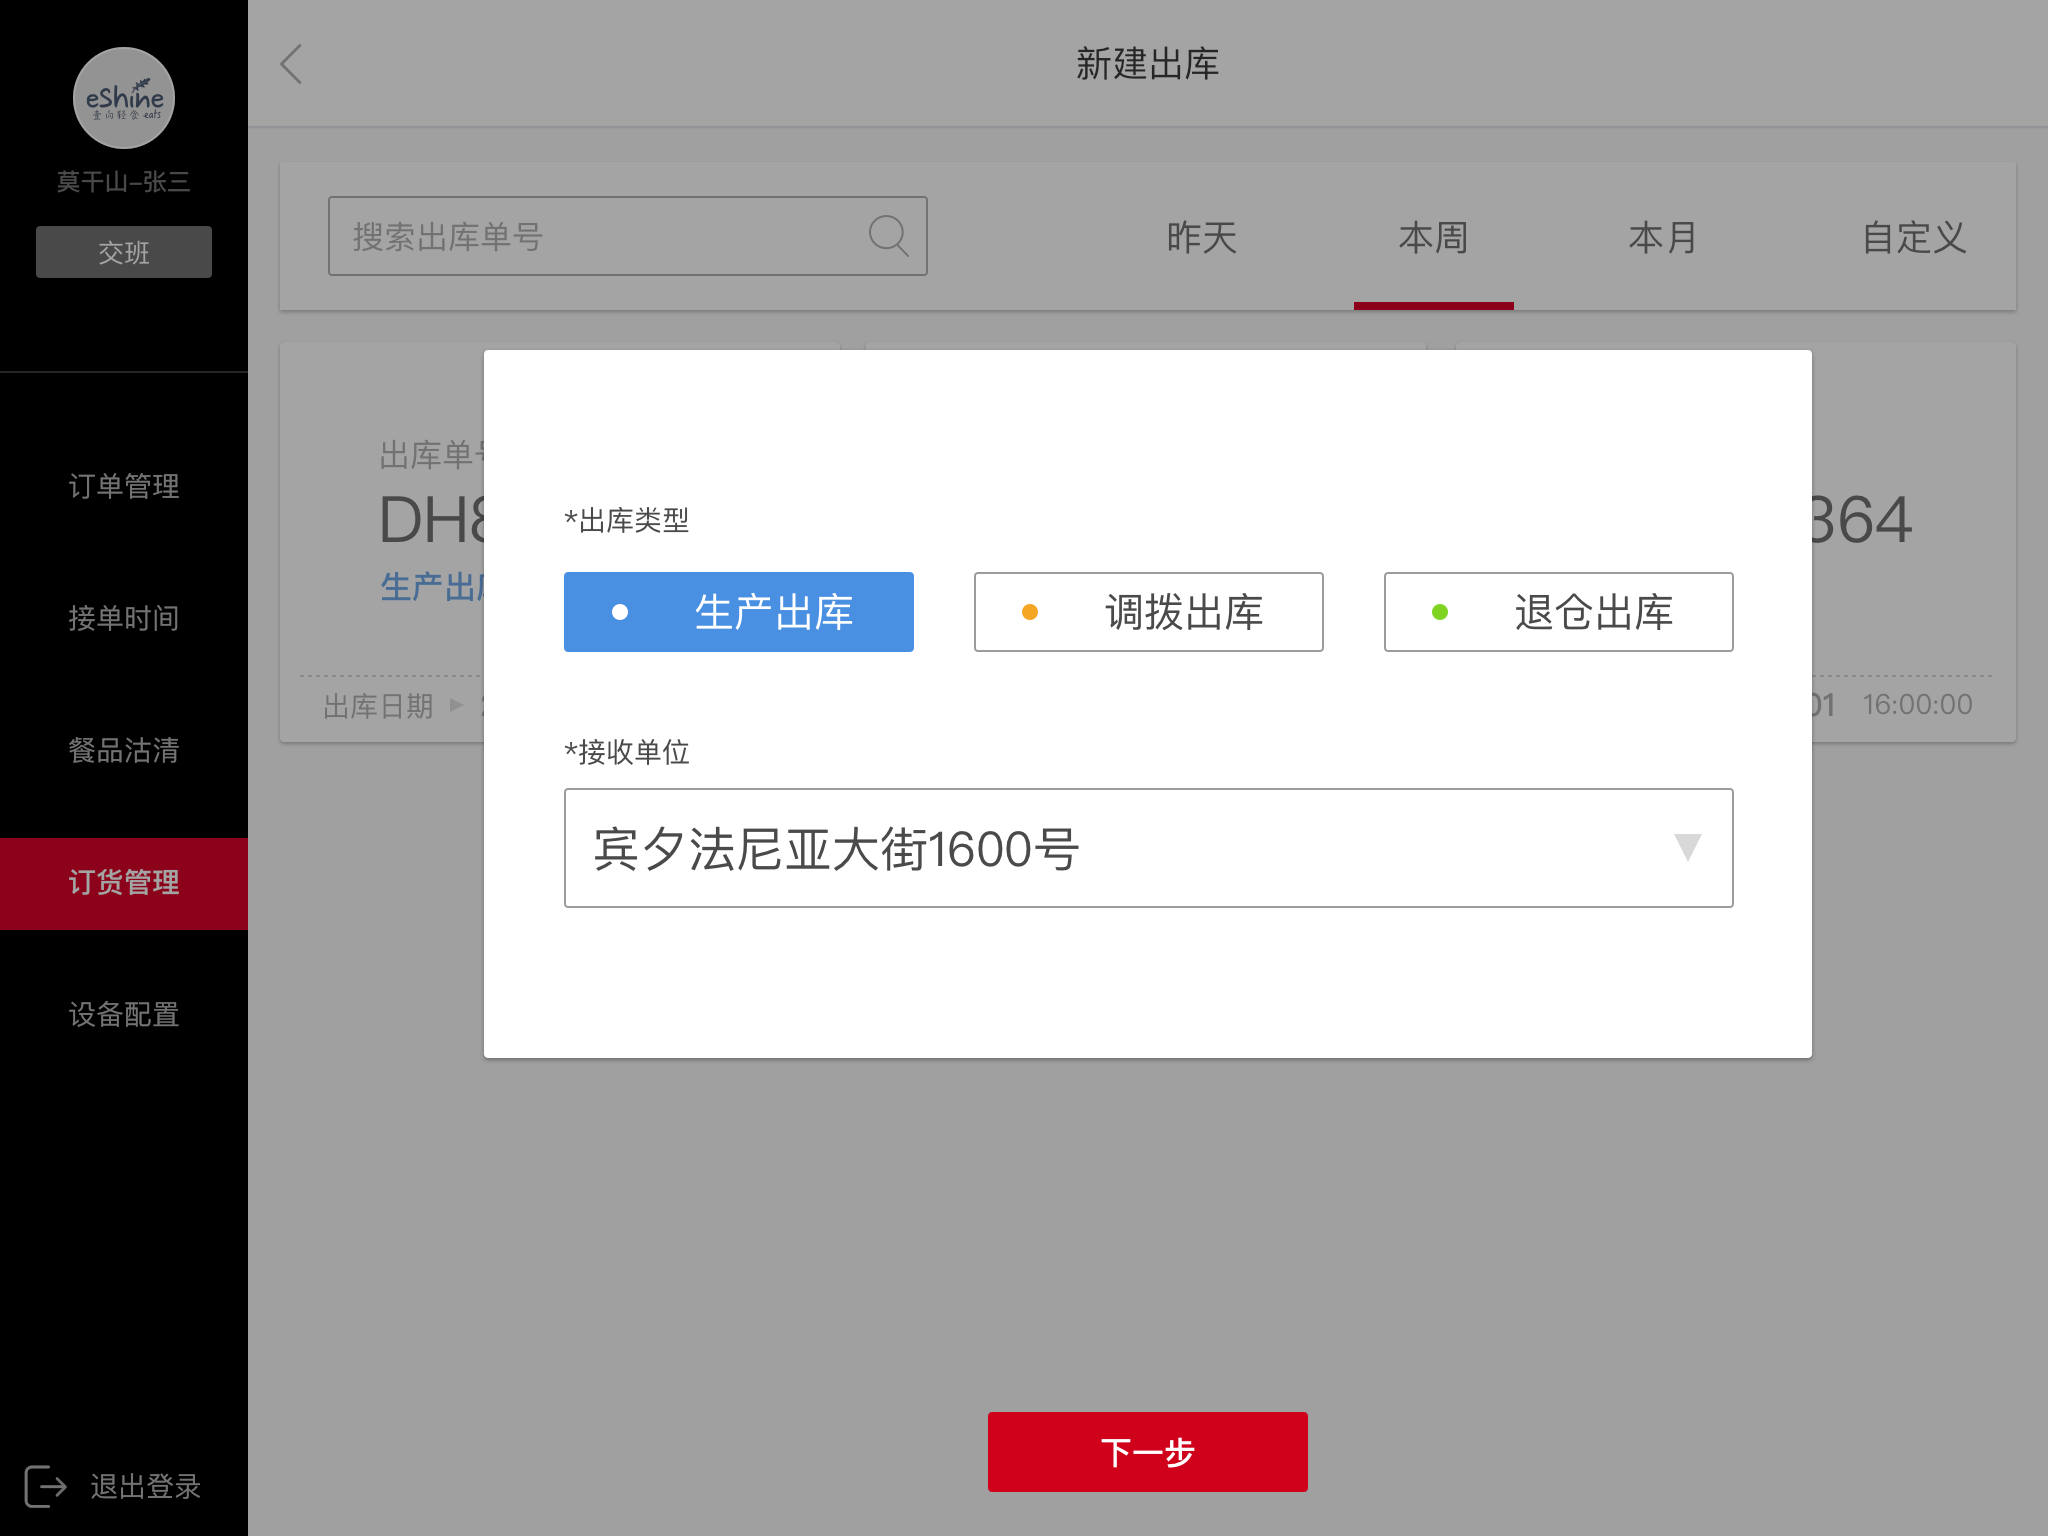 eShine
壹向轻食 eats
莫干山-张三
交班
订单管理
接单时间
餐品沽清
订货管理
设备配置
退出登录
新建出库
搜索出库单号
昨天
本周
本月
自定义
出库单号
DH8
生产出库
出库日期
364
01 16:00:00
*出库类型
生产出库
调拨出库
退仓出库
*接收单位
宾夕法尼亚大街1600号
下一步